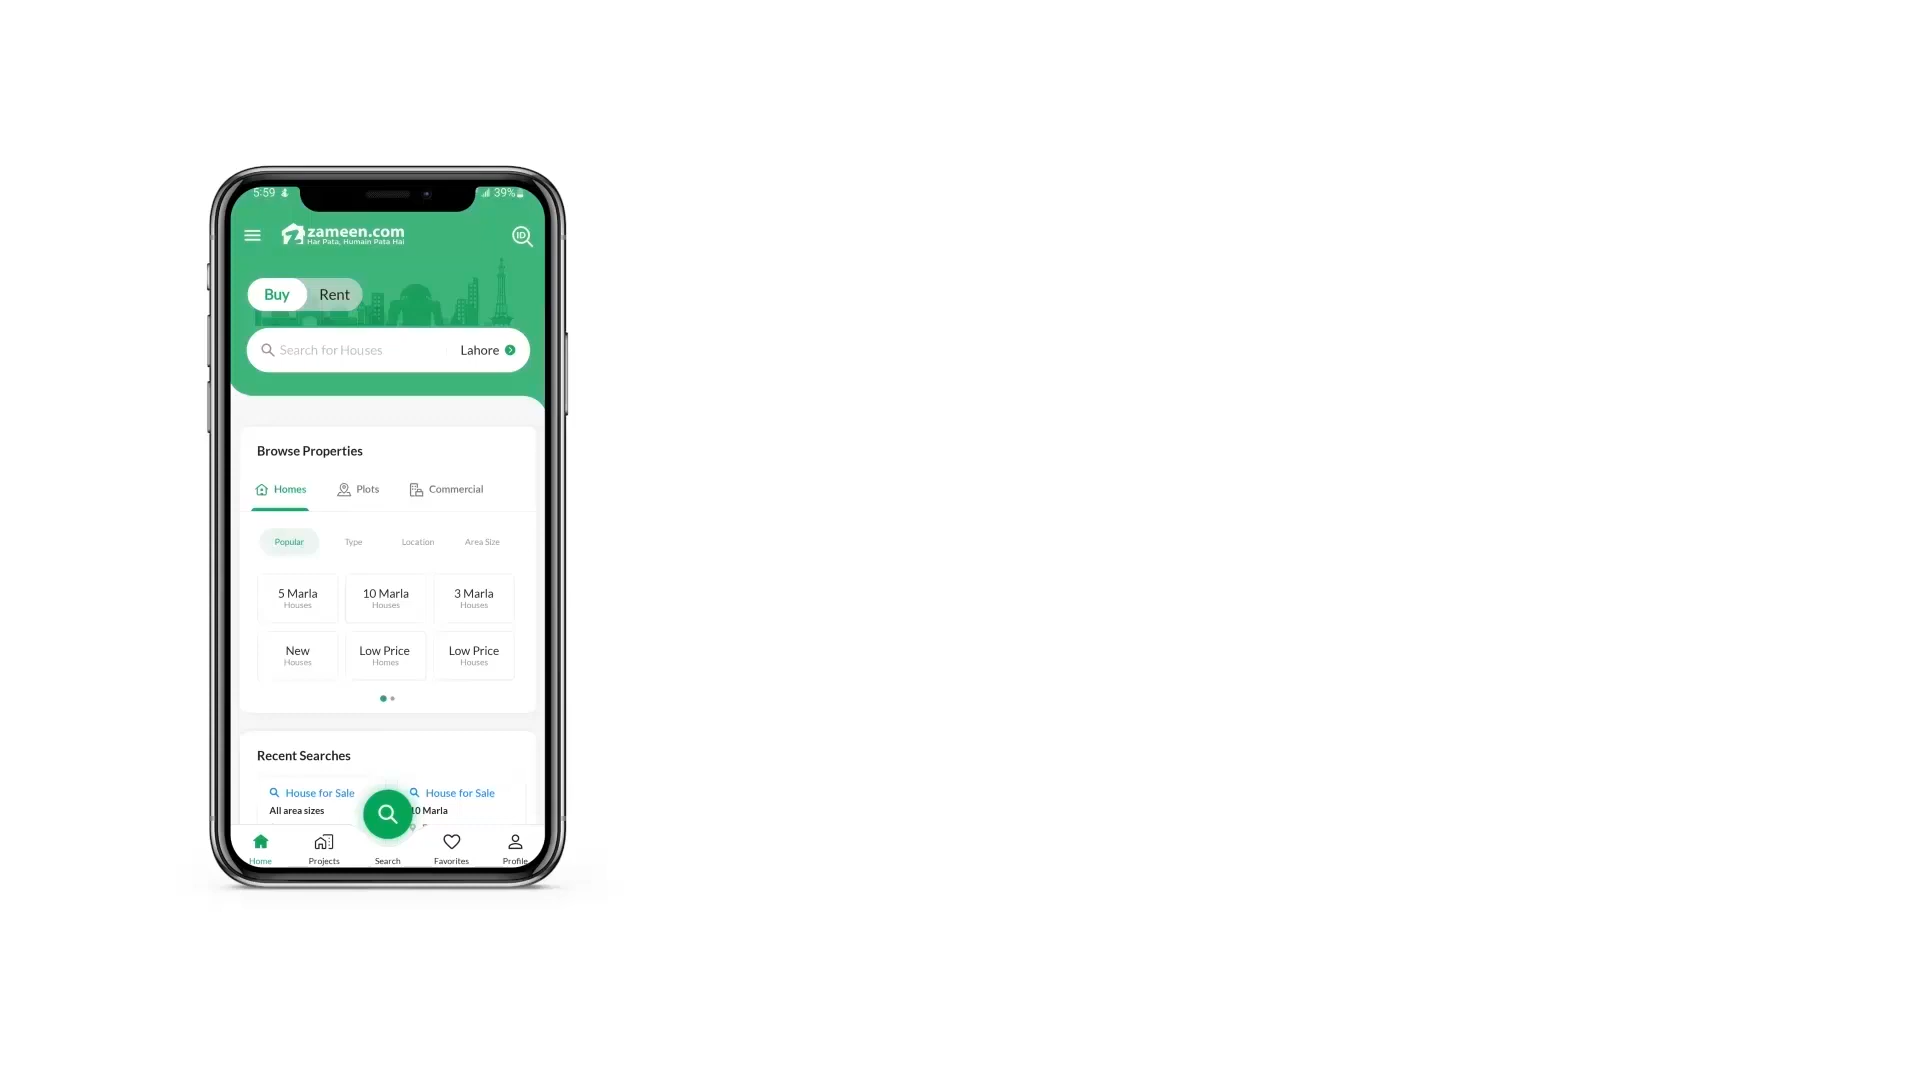 5:59 39%
zameen.com
Har Pata, Humain Pata Hai
ID
Buy Rent
Search for Houses Lahore
Browse Properties
Homes Plots Commercial
Popular Type Location Area Size
5 Marla 10 Marla 3 Marla
Houses Houses Houses
New Low Price Low Price
Houses Homes Houses
Recent Searches
House for Sale House for Sale
All area sizes 10 Marla
Home Projects Search Favorites Profile